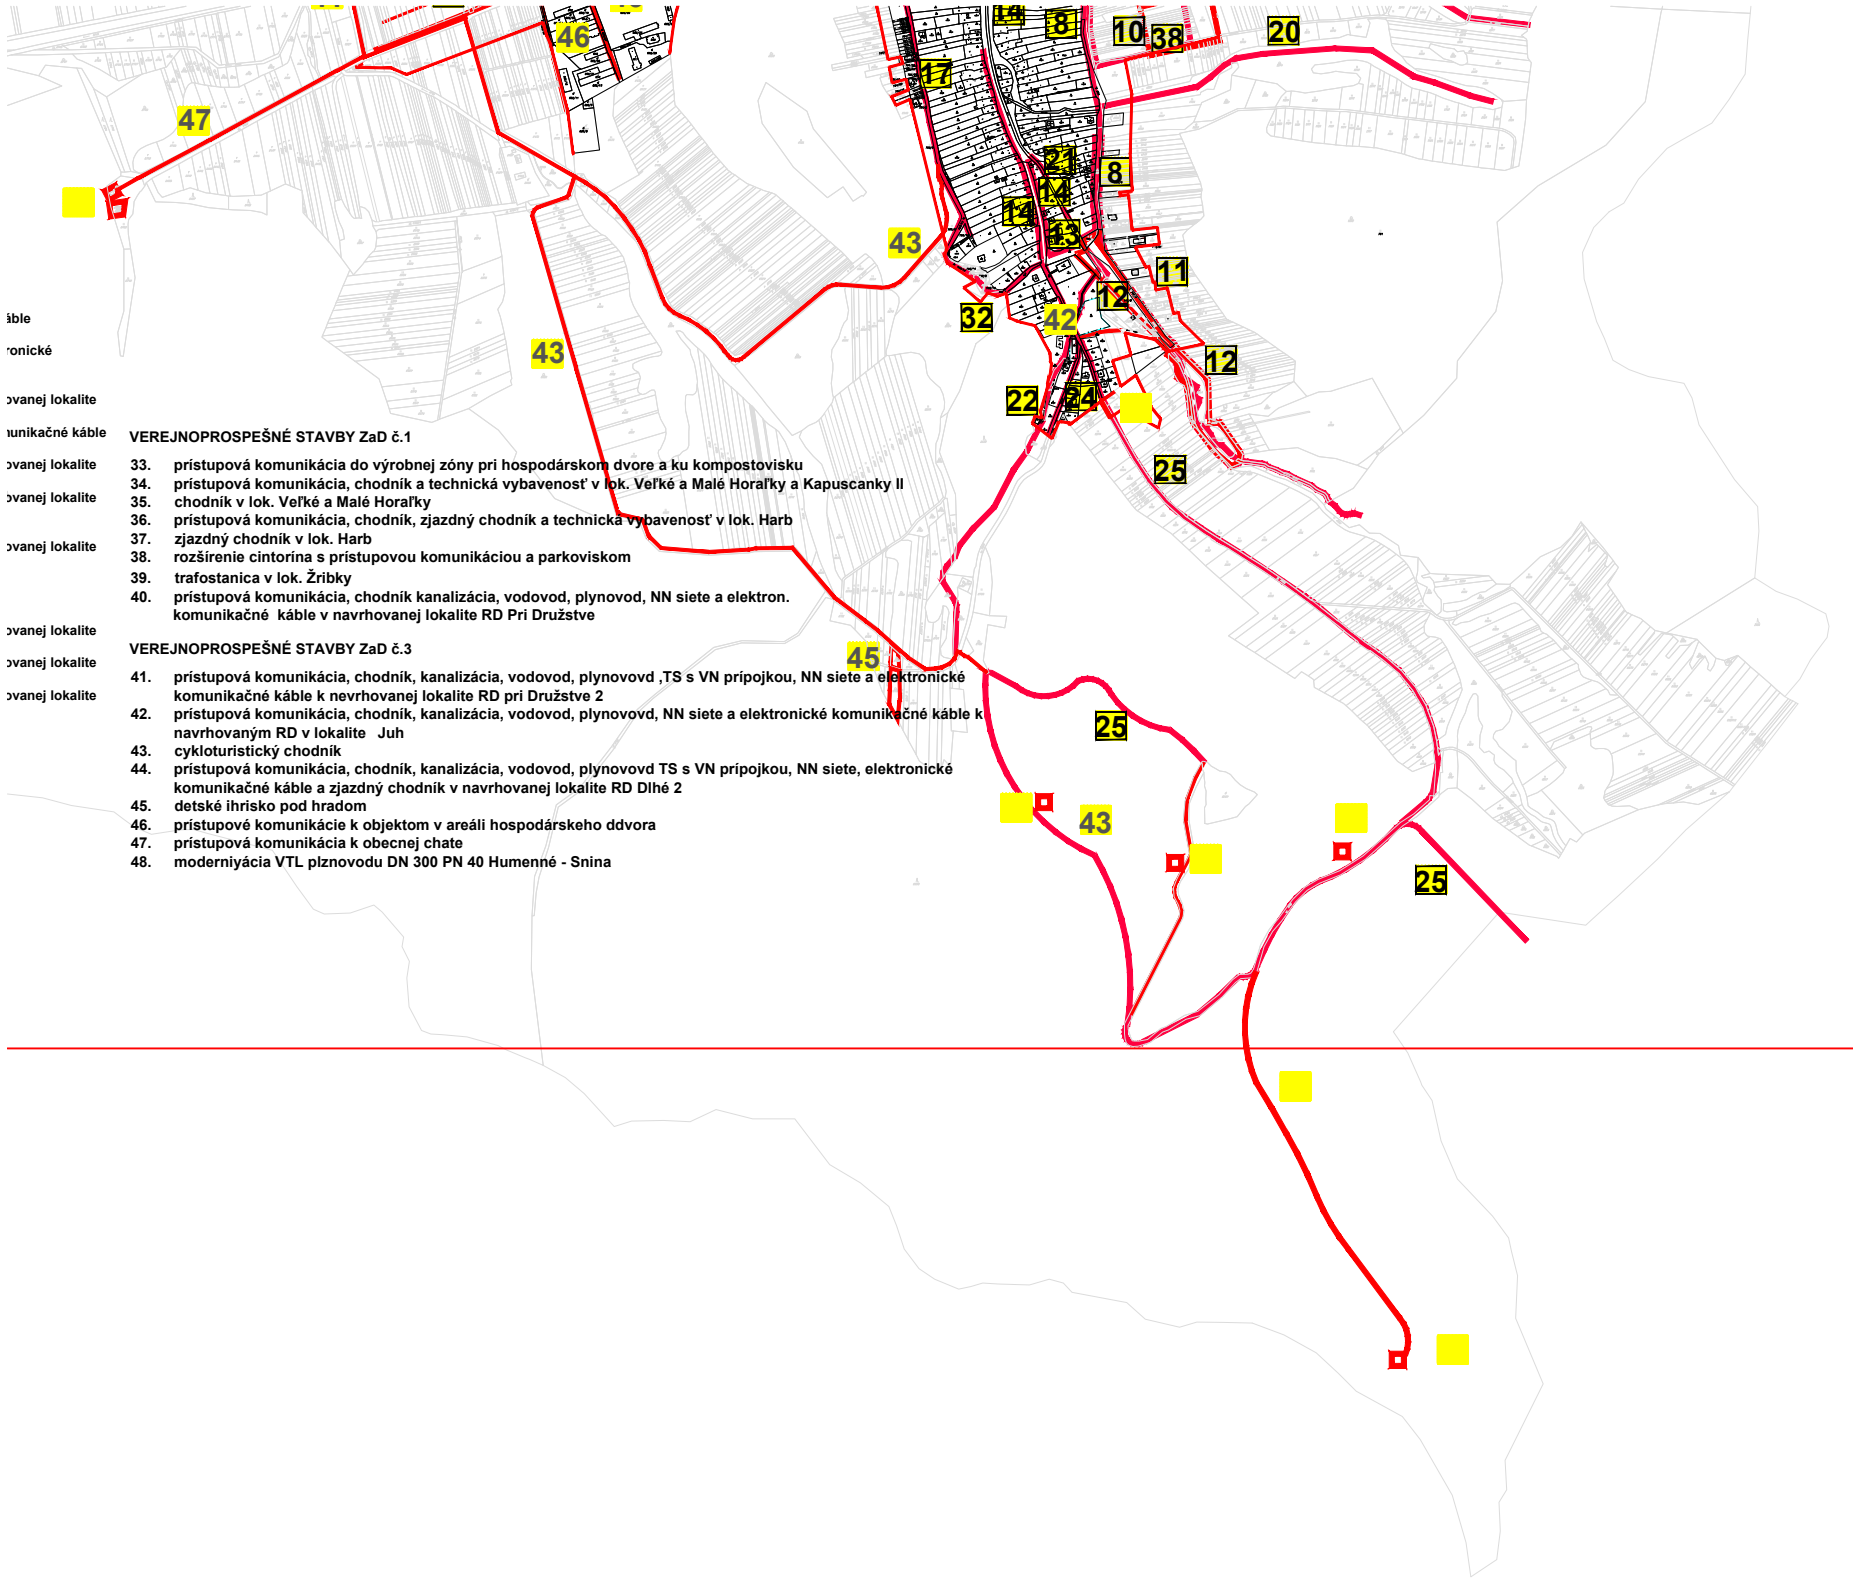 46
17
14
8
10
38
20
47
21
8
14
14
13
43
11
12
32
42
43
12
22
24
25
áble
ronické
ovanej lokalite
nunikačné káble
ovanej lokalite
ovanej lokalite
ovanej lokalite
ovanej lokalite
ovanej lokalite
ovanej lokalite
VEREJNOPROSPEŠNÉ STAVBY ZaD č.1
33. prístupová komunikácia do výrobnej zóny pri hospodárskom dvore a ku kompostovisku
34. prístupová komunikácia, chodník a technická vybavenosť v lok. Veľké a Malé Horaľky a Kapuscanky II
35. chodník v lok. Veľké a Malé Horaľky
36. prístupová komunikácia, chodník, zjazdný chodník a technická vybavenosť v lok. Harb
37. zjazdný chodník v lok. Harb
38. rozšírenie cintorína s prístupovou komunikáciou a parkoviskom
39. trafostanica v lok. Žribky
40. prístupová komunikácia, chodník kanalizácia, vodovod, plynovod, NN siete a elektron.
komunikačné káble v navrhovanej lokalite RD Pri Družstve
VEREJNOPROSPEŠNÉ STAVBY ZaD č.3
41. prístupová komunikácia, chodník, kanalizácia, vodovod, plynovovd ,TS s VN prípojkou, NN siete a elektronické
komunikačné káble k nevrhovanej lokalite RD pri Družstve 2
42. prístupová komunikácia, chodník, kanalizácia, vodovod, plynovovd, NN siete a elektronické komunikačné káble k
navrhovaným RD v lokalite Juh
43. cykloturistický chodník
44. prístupová komunikácia, chodník, kanalizácia, vodovod, plynovovd TS s VN prípojkou, NN siete, elektronické
komunikačné káble a zjazdný chodník v navrhovanej lokalite RD Dlhé 2
45. detské ihrisko pod hradom
46. prístupové komunikácie k objektom v areáli hospodárskeho ddvora
47. prístupová komunikácia k obecnej chate
48. moderniyácia VTL plznovodu DN 300 PN 40 Humenné - Snina
45
25
43
25